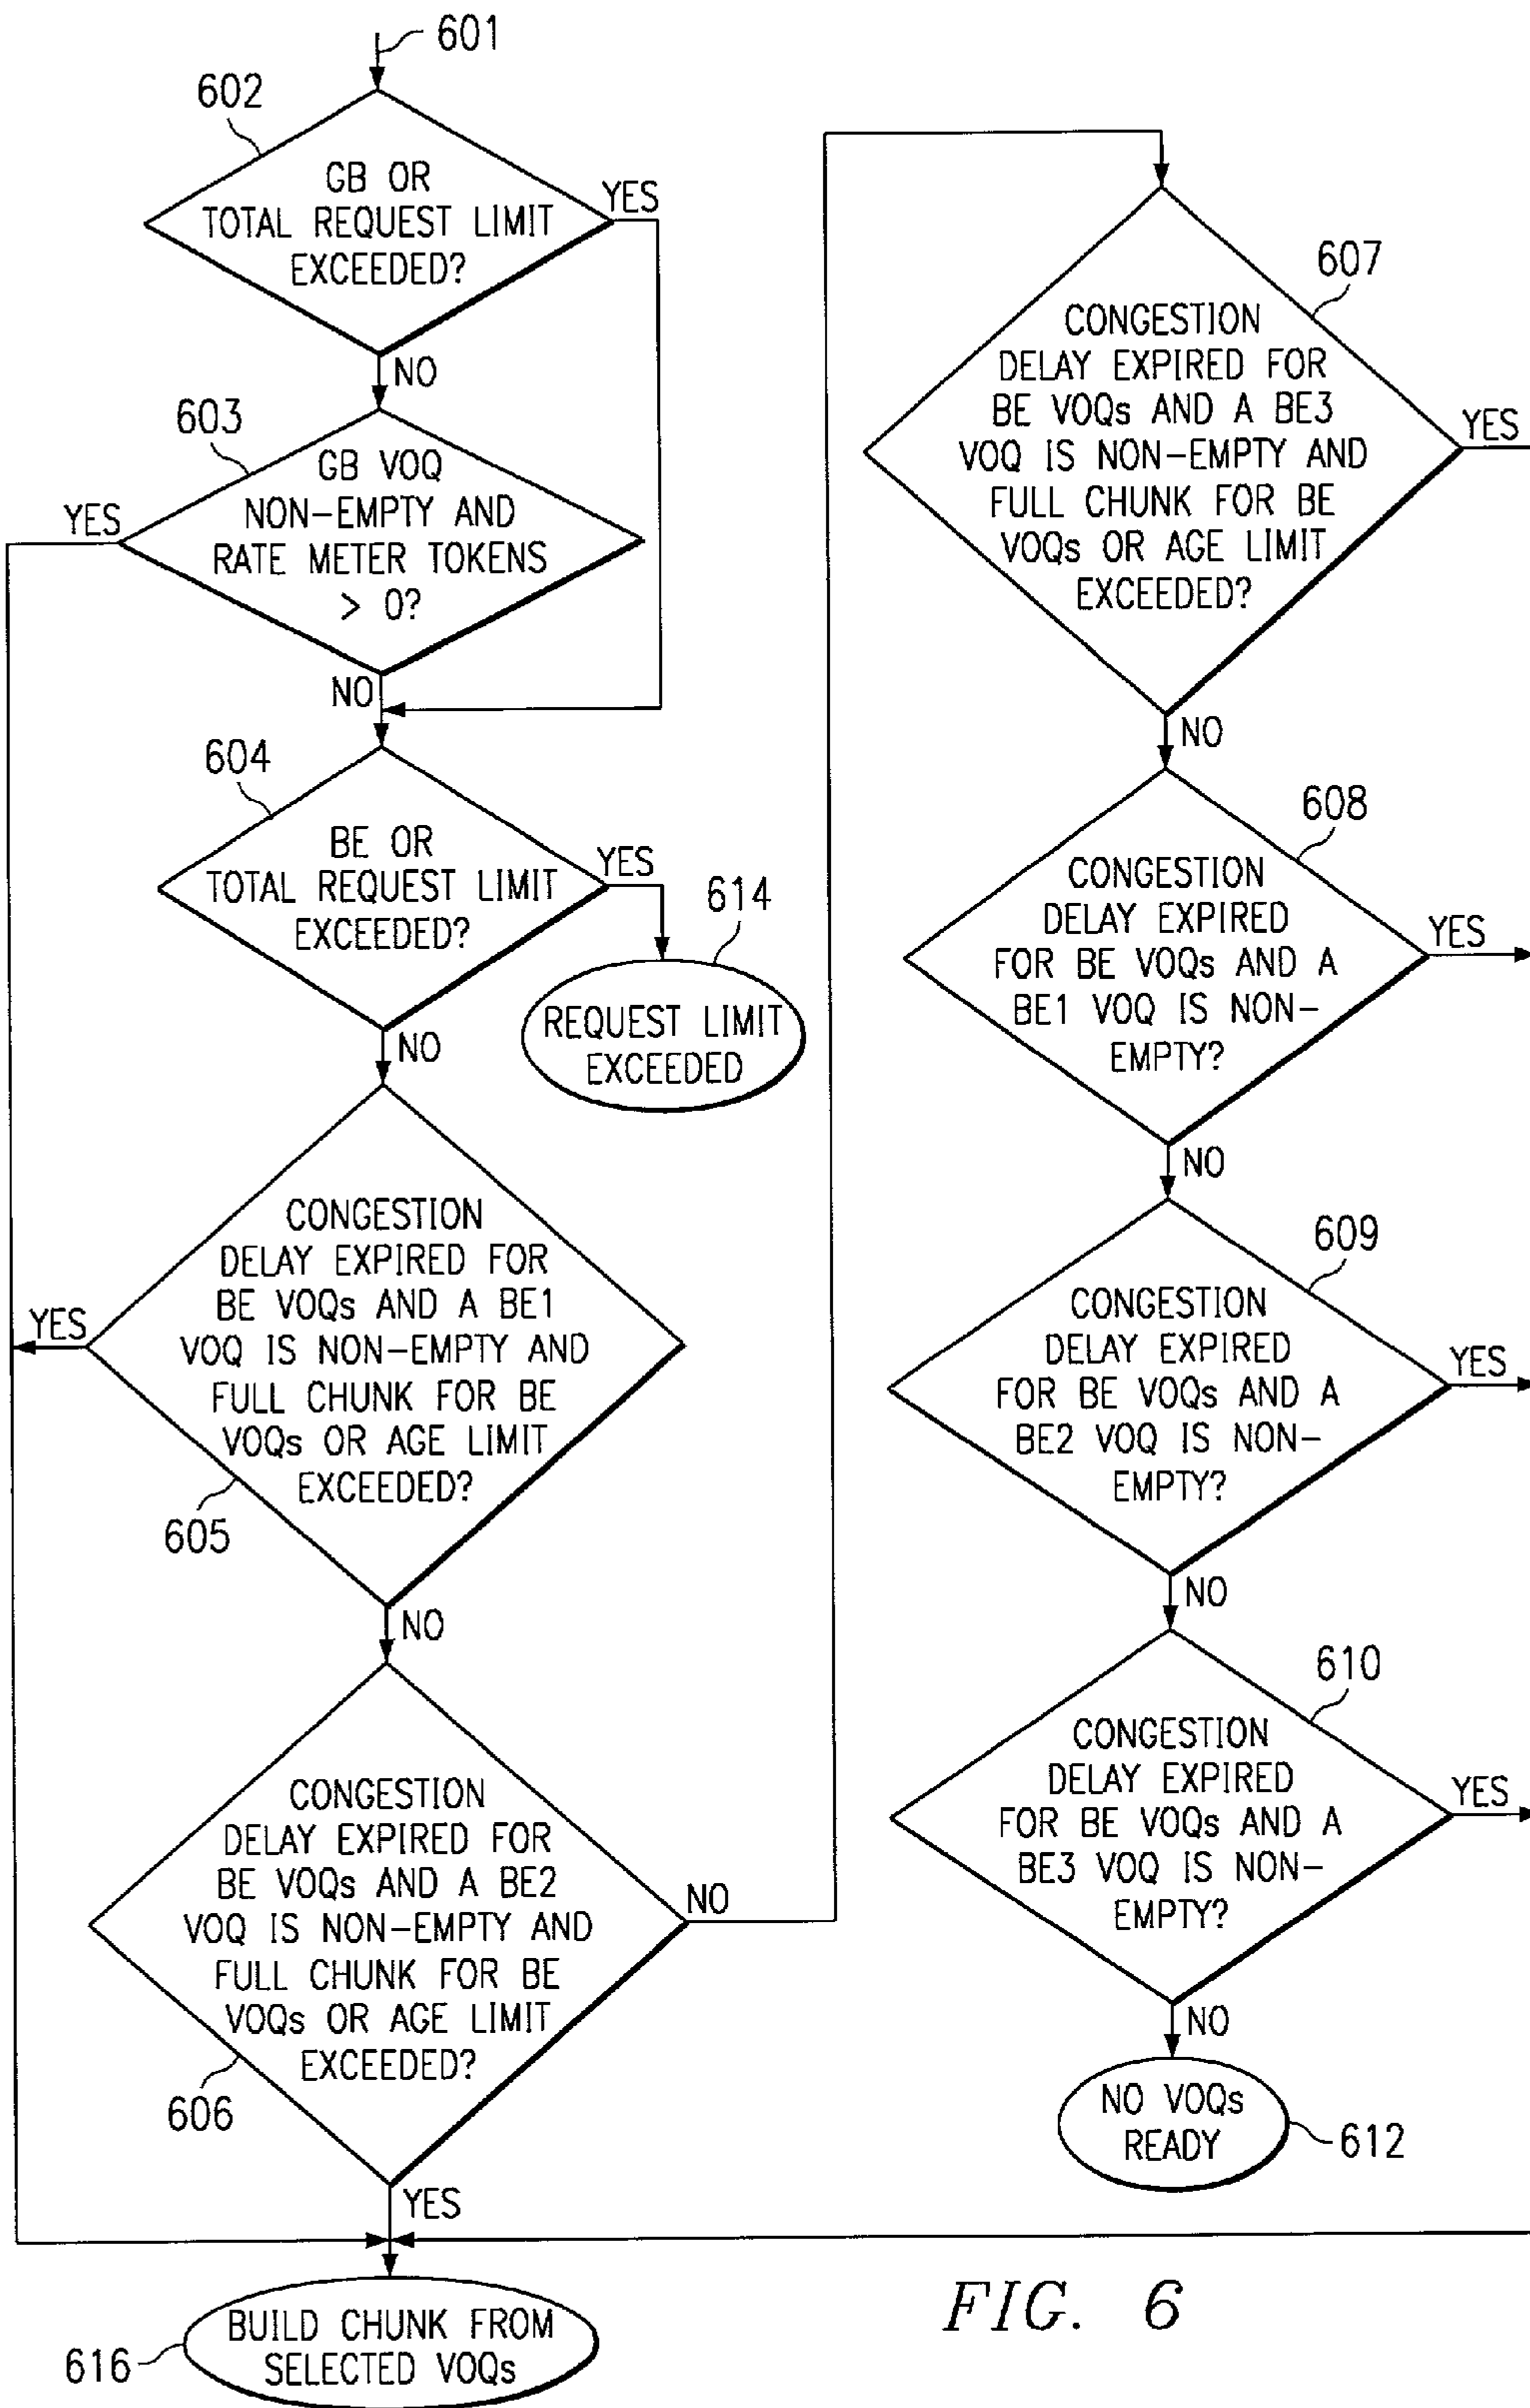 601
602
GB OR
TOTAL REQUEST LIMIT
EXCEEDED?
YES
NO
603
GB VOQ
NON-EMPTY AND
RATE METER TOKENS
> 0?
YES
NO
604
BE OR
TOTAL REQUEST LIMIT
EXCEEDED?
YES
614
REQUEST LIMIT
EXCEEDED
NO
CONGESTION
DELAY EXPIRED FOR
BE VOQs AND A BE1
VOQ IS NON-EMPTY AND
FULL CHUNK FOR BE
VOQs OR AGE LIMIT
EXCEEDED?
YES
605
NO
CONGESTION
DELAY EXPIRED FOR
BE VOQs AND A BE2
VOQ IS NON-EMPTY AND
FULL CHUNK FOR BE
VOQs OR AGE LIMIT
EXCEEDED?
NO
606
YES
BUILD CHUNK FROM
SELECTED VOQs
616
607
CONGESTION
DELAY EXPIRED FOR
BE VOQs AND A BE3
VOQ IS NON-EMPTY AND
FULL CHUNK FOR BE
VOQs OR AGE LIMIT
EXCEEDED?
YES
NO
608
CONGESTION
DELAY EXPIRED
FOR BE VOQs AND A
BE1 VOQ IS NON-
EMPTY?
YES
NO
609
CONGESTION
DELAY EXPIRED
FOR BE VOQs AND A
BE2 VOQ IS NON-
EMPTY?
YES
NO
610
CONGESTION
DELAY EXPIRED
FOR BE VOQs AND A
BE3 VOQ IS NON-
EMPTY?
YES
NO
NO VOQs
READY
612
FIG. 6